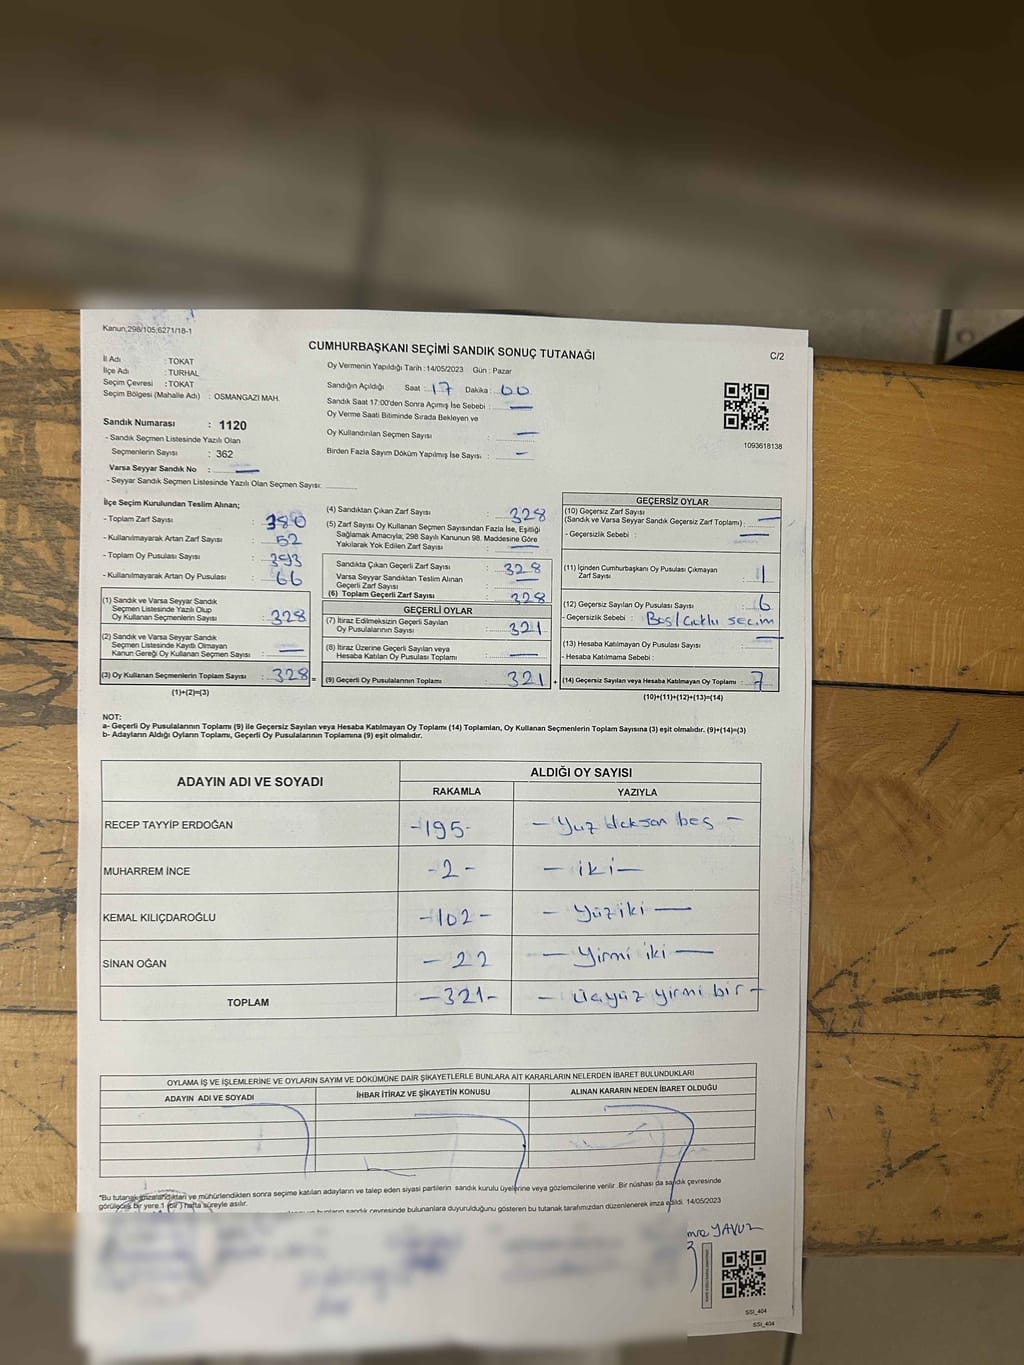 Kanun;298/105;6271/18-1
CUMHURBAŞKANI SEÇİMİ SANDIK SONUÇ TUTANAĞI
C/2
İl Adı : TOKAT
İlçe Adı : TURHAL
Seçim Çevresi : TOKAT
Seçim Bölgesi (Mahalle Adı) : OSMANGAZİ MAH.
Sandık Numarası : 1120
- Sandık Seçmen Listesinde Yazılı Olan
Seçmenlerin Sayısı : 362
Varsa Seyyar Sandık No : —
- Seyyar Sandık Seçmen Listesinde Yazılı Olan Seçmen Sayısı:
Oy Vermenin Yapıldığı Tarih : 14/05/2023 Gün : Pazar
Sandığın Açıldığı Saat : 17 Dakika : 00
Sandık Saat 17:00'den Sonra Açımış İse Sebebi : —
Oy Verme Saati Bitiminde Sırada Bekleyen ve
Oy Kullandırılan Seçmen Sayısı : —
Birden Fazla Sayım Döküm Yapılmış İse Sayısı : —
1093618138
İlçe Seçim Kurulundan Teslim Alınan;
- Toplam Zarf Sayısı : 380
- Kullanılmayarak Artan Zarf Sayısı : 52
- Toplam Oy Pusulası Sayısı : 393
- Kullanılmayarak Artan Oy Pusulası : 66
(1) Sandık ve Varsa Seyyar Sandık
Seçmen Listesinde Yazılı Olup
Oy Kullanan Seçmenlerin Sayısı : 328
(2) Sandık ve Varsa Seyyar Sandık
Seçmen Listesinde Kayıtlı Olmayan
Kanun Gereği Oy Kullanan Seçmen Sayısı : —
(3) Oy Kullanan Seçmenlerin Toplam Sayısı : 328 =
(1)+(2)=(3)
(4) Sandıktan Çıkan Zarf Sayısı : 328
(5) Zarf Sayısı Oy Kullanan Seçmen Sayısından Fazla İse, Eşitliği
Sağlamak Amacıyla; 298 Sayılı Kanunun 98. Maddesine Göre
Yakılarak Yok Edilen Zarf Sayısı : —
Sandıkta Çıkan Geçerli Zarf Sayısı : 328
Varsa Seyyar Sandıktan Teslim Alınan
Geçerli Zarf Sayısı : —
(6) Toplam Geçerli Zarf Sayısı : 328
GEÇERLİ OYLAR
(7) İtiraz Edilmeksizin Geçerli Sayılan
Oy Pusulalarının Sayısı : 321
(8) İtiraz Üzerine Geçerli Sayılan veya
Hesaba Katılan Oy Pusulası Toplamı : —
(9) Geçerli Oy Pusulalarının Toplamı : 321 +
GEÇERSİZ OYLAR
(10) Geçersiz Zarf Sayısı
(Sandık ve Varsa Seyyar Sandık Geçersiz Zarf Toplamı) : —
- Geçersizlik Sebebi : —
(11) İçinden Cumhurbaşkanı Oy Pusulası Çıkmayan
Zarf Sayısı : 1
(12) Geçersiz Sayılan Oy Pusulası Sayısı : 6
- Geçersizlik Sebebi : Boş/Çoklu seçim
(13) Hesaba Katılmayan Oy Pusulası Sayısı : —
- Hesaba Katılmama Sebebi :
(14) Geçersiz Sayılan veya Hesaba Katılmayan Oy Toplamı : 7
(10)+(11)+(12)+(13)=(14)
NOT:
a- Geçerli Oy Pusulalarının Toplamı (9) ile Geçersiz Sayılan veya Hesaba Katılmayan Oy Toplamı (14) Toplamları, Oy Kullanan Seçmenlerin Toplam Sayısına (3) eşit olmalıdır. (9)+(14)=(3)
b- Adayların Aldığı Oyların Toplamı, Geçerli Oy Pusulalarının Toplamına (9) eşit olmalıdır.
ADAYIN ADI VE SOYADI
ALDIĞI OY SAYISI
RAKAMLA YAZIYLA
RECEP TAYYİP ERDOĞAN -195- - Yüz doksan beş -
MUHARREM İNCE -2- - iki -
KEMAL KILIÇDAROĞLU -102- - Yüziki -
SİNAN OĞAN - 22 - Yirmi iki -
TOPLAM -321- - Üçyüz yirmi bir -
OYLAMA İŞ VE İŞLEMLERİNE VE OYLARIN SAYIM VE DÖKÜMÜNE DAİR ŞİKAYETLERLE BUNLARA AİT KARARLARIN NELERDEN İBARET BULUNDUKLARI
ADAYIN ADI VE SOYADI
İHBAR İTİRAZ VE ŞİKAYETİN KONUSU
ALINAN KARARIN NEDEN İBARET OLDUĞU
*Bu tutanak imzalandıktan ve mühürlendikten sonra seçime katılan adayların ve talep eden siyasi partilerin sandık kurulu üyelerine veya gözlemcilerine verilir. Bir nüshası da sandık çevresinde
görülecek bir yere 1 (bir) hafta süreyle asılır.
sandık çevresinde bulunanlara duyurulduğunu gösteren bu tutanak tarafımızdan düzenlenerek imza edildi. 14/05/2023
YAVUZ
SSI_404
SSI_404